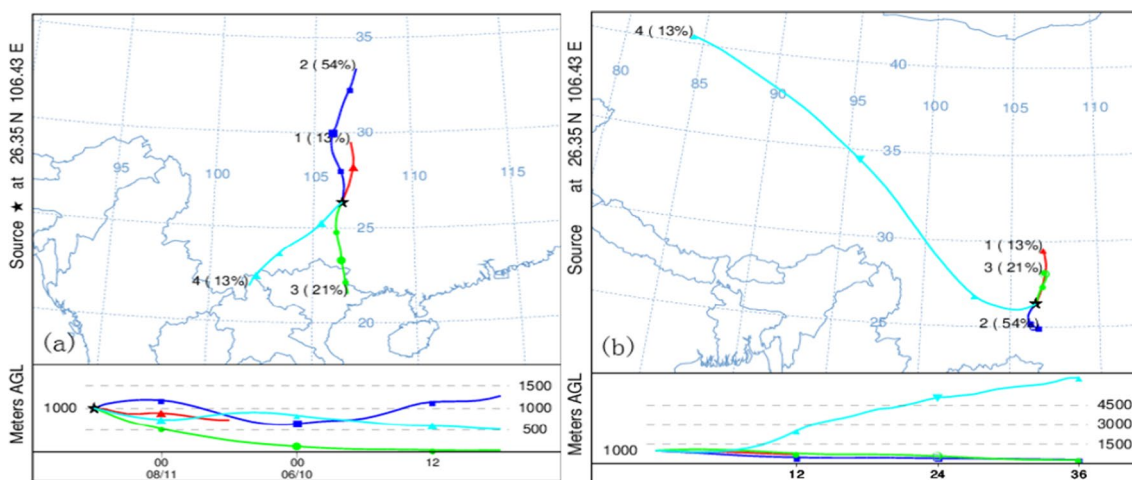 Source ★ at 26.35 N 106.43 E
35
2 ( 54%)
30
1 ( 13%)
95
100
105
110
115
25
4 ( 13%)
3 ( 21%)
20
(a)
Meters AGL
1500
1000
1000
500
00
00
12
08/11
06/10
Source ★ at 26.35 N 106.43 E
4 ( 13%)
80
85
90
95
100
105
110
40
35
30
1 ( 13%)
3 ( 21%)
2 ( 54%)
25
(b)
Meters AGL
4500
3000
1500
1000
12
24
36